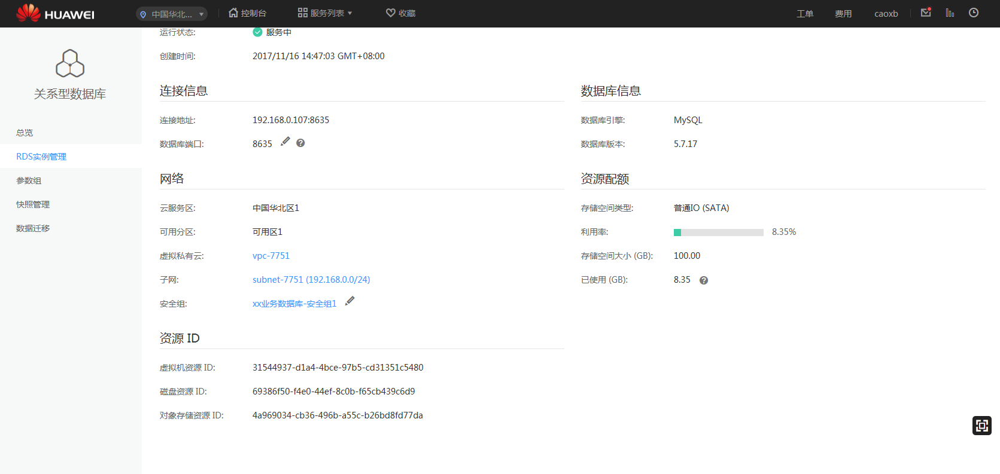 HUAWEI
中国华北...
控制台
服务列表
收藏
工单
费用
caoxb
关系型数据库
总览
RDS实例管理
参数组
快照管理
数据迁移
运行状态: 服务中
创建时间: 2017/11/16 14:47:03 GMT+08:00
连接信息
连接地址: 192.168.0.107:8635
数据库端口: 8635
数据库信息
数据库引擎: MySQL
数据库版本: 5.7.17
网络
云服务区: 中国华北区1
可用分区: 可用区1
虚拟私有云: vpc-7751
子网: subnet-7751 (192.168.0.0/24)
安全组: xx业务数据库-安全组1
资源配额
存储空间类型: 普通IO (SATA)
利用率: 8.35%
存储空间大小 (GB): 100.00
已使用 (GB): 8.35
资源 ID
虚拟机资源 ID: 31544937-d1a4-4bce-97b5-cd31351c5480
磁盘资源 ID: 69386f50-f4e0-44ef-8c0b-f65cb439c6d9
对象存储资源 ID: 4a969034-cb36-496b-a55c-b26bd8fd77da